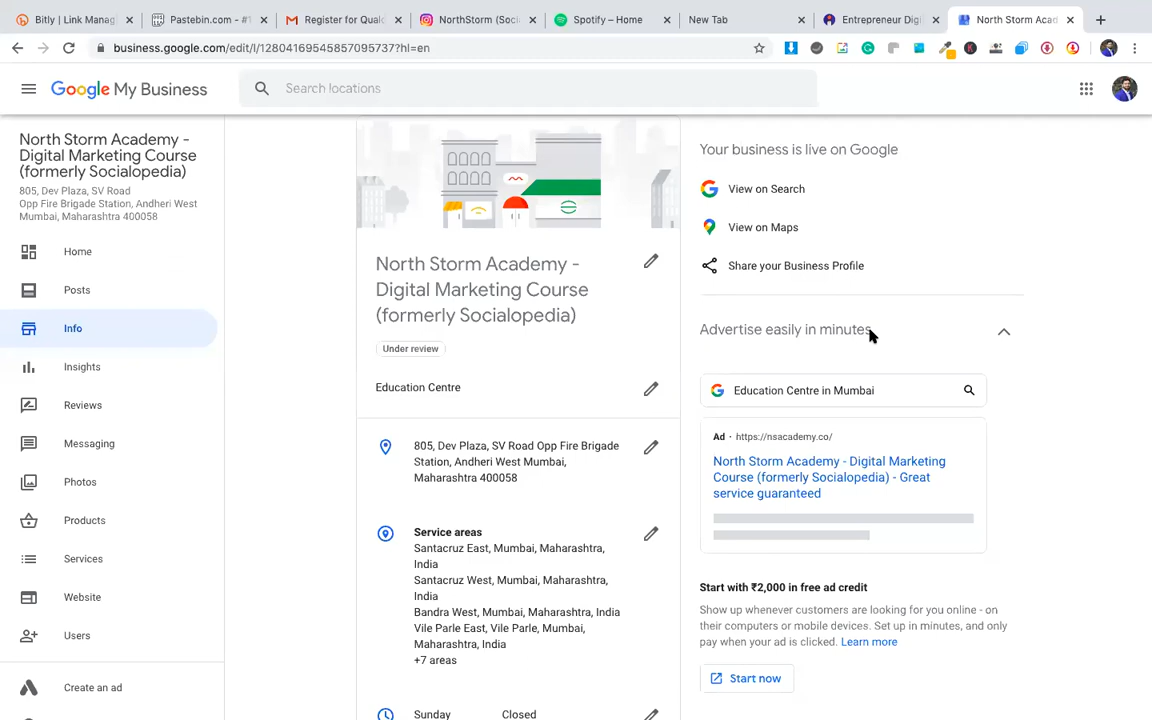 Bitly | Link Manag
Pastebin.com - #1
Register for Qualc
NorthStorm (Socia
Spotify – Home
New Tab
Entrepreneur Digi
North Storm Acad
business.google.com/edit/l/12804169545857095737?hl=en
Google My Business
Search locations
North Storm Academy -
Digital Marketing Course
(formerly Socialopedia)
805, Dev Plaza, SV Road
Opp Fire Brigade Station, Andheri West
Mumbai, Maharashtra 400058
Home
Posts
Info
Insights
Reviews
Messaging
Photos
Products
Services
Website
Users
Create an ad
North Storm Academy -
Digital Marketing Course
(formerly Socialopedia)
Under review
Education Centre
805, Dev Plaza, SV Road Opp Fire Brigade
Station, Andheri West Mumbai,
Maharashtra 400058
Service areas
Santacruz East, Mumbai, Maharashtra,
India
Santacruz West, Mumbai, Maharashtra,
India
Bandra West, Mumbai, Maharashtra, India
Vile Parle East, Vile Parle, Mumbai,
Maharashtra, India
+7 areas
Sunday Closed
Your business is live on Google
View on Search
View on Maps
Share your Business Profile
Advertise easily in minutes
Education Centre in Mumbai
Ad · https://nsacademy.co/
North Storm Academy - Digital Marketing
Course (formerly Socialopedia) - Great
service guaranteed
Start with ₹2,000 in free ad credit
Show up whenever customers are looking for you online - on
their computers or mobile devices. Set up in minutes, and only
pay when your ad is clicked. Learn more
Start now